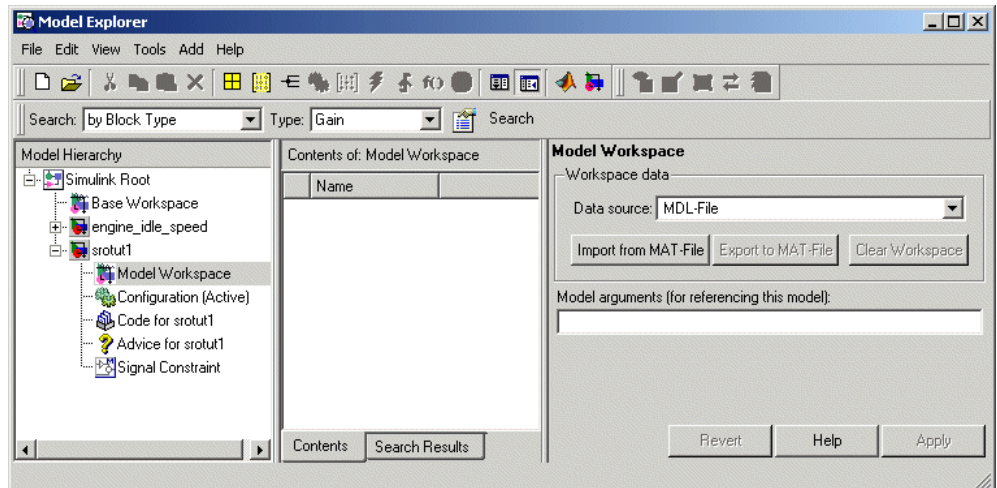 Model Explorer
File Edit View Tools Add Help
Search: by Block Type Type: Gain Search
Model Hierarchy
Simulink Root
Base Workspace
engine_idle_speed
srotut1
Model Workspace
Configuration (Active)
Code for srotut1
Advice for srotut1
Signal Constraint
Contents of: Model Workspace
Name
Contents Search Results
Model Workspace
Workspace data
Data source: MDL-File
Import from MAT-File Export to MAT-File Clear Workspace
Model arguments (for referencing this model):
Revert Help Apply